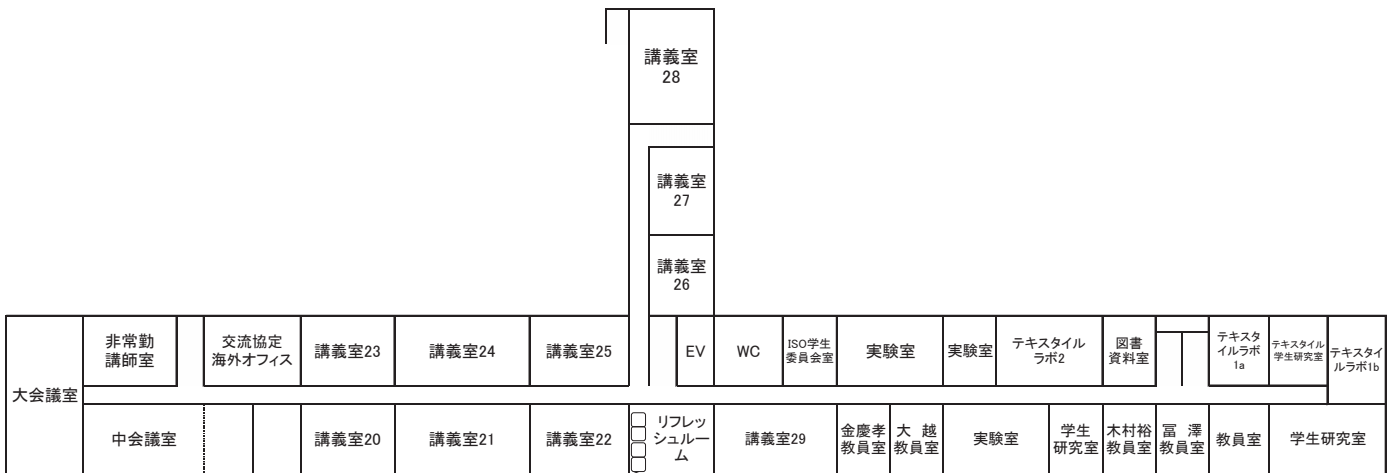 講義室
28
講義室
27
講義室
26
大会議室
非常勤
講師室
交流協定
海外オフィス
講義室23
講義室24
講義室25
EV
WC
ISO学生
委員会室
実験室
実験室
テキスタイル
ラボ2
図書
資料室
テキスタ
イルラボ
1a
テキスタイル
学生研究室
テキスタイ
ルラボ1b
中会議室
講義室20
講義室21
講義室22
リフレッ
シュルー
ム
講義室29
金慶孝
教員室
大 越
教員室
実験室
学生
研究室
木村裕
教員室
冨 澤
教員室
教員室
学生研究室